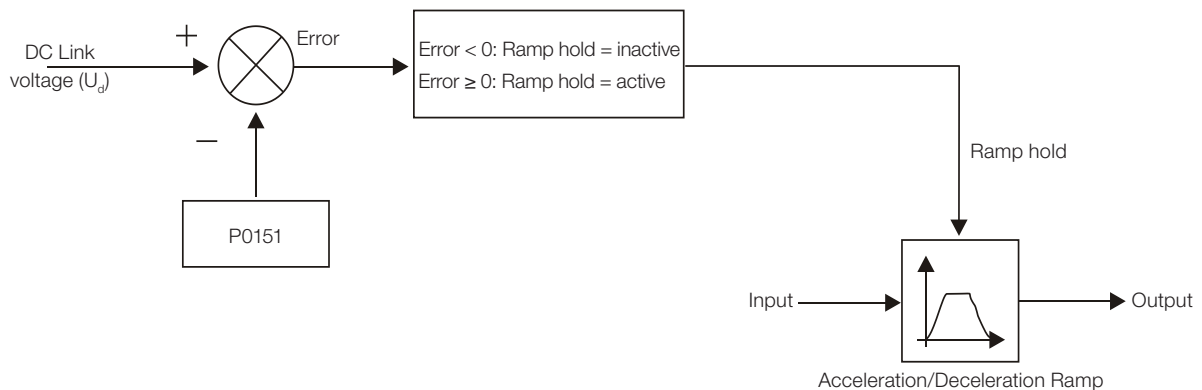 DC Link
voltage (U_d)
+
Error
−
P0151
Error < 0: Ramp hold = inactive
Error ≥ 0: Ramp hold = active
Ramp hold
Input
Output
Acceleration/Deceleration Ramp